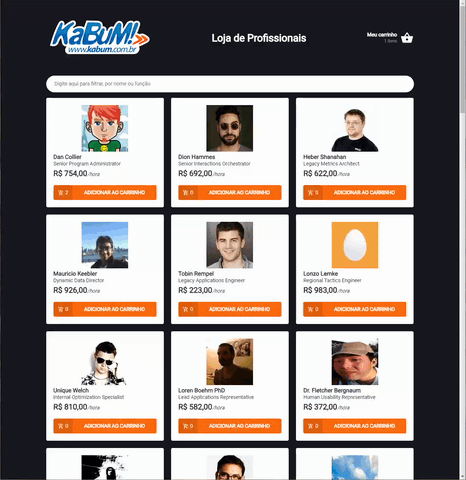 KaBuM!
www.kabum.com.br
Loja de Profissionais
Meu carrinho
1 itens
Digite aqui para filtrar, por nome ou função
Dan Collier
Senior Program Administrator
R$ 754,00/hora
2 ADICIONAR AO CARRINHO
Dion Hammes
Senior Interactions Orchestrator
R$ 692,00/hora
0 ADICIONAR AO CARRINHO
Heber Shanahan
Legacy Metrics Architect
R$ 622,00/hora
0 ADICIONAR AO CARRINHO
Mauricio Keebler
Dynamic Data Director
R$ 926,00/hora
0 ADICIONAR AO CARRINHO
Tobin Rempel
Legacy Applications Engineer
R$ 223,00/hora
0 ADICIONAR AO CARRINHO
Lonzo Lemke
Regional Tactics Engineer
R$ 983,00/hora
0 ADICIONAR AO CARRINHO
Unique Welch
Internal Optimization Specialist
R$ 810,00/hora
0 ADICIONAR AO CARRINHO
Loren Boehm PhD
Lead Applications Representative
R$ 582,00/hora
0 ADICIONAR AO CARRINHO
Dr. Fletcher Bergnaum
Human Usability Representative
R$ 372,00/hora
0 ADICIONAR AO CARRINHO